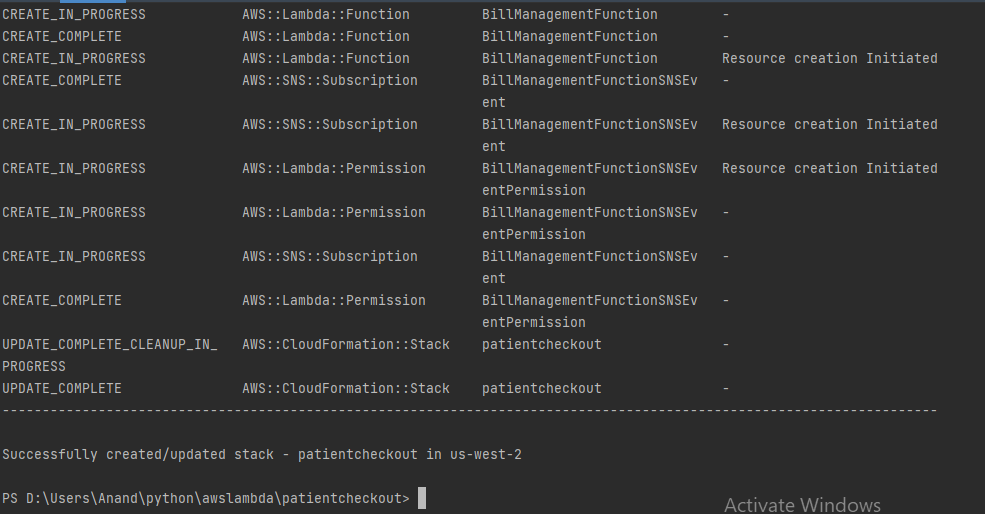 CREATE_IN_PROGRESS AWS::Lambda::Function BillManagementFunction -
CREATE_COMPLETE AWS::Lambda::Function BillManagementFunction -
CREATE_IN_PROGRESS AWS::Lambda::Function BillManagementFunction Resource creation Initiated
CREATE_COMPLETE AWS::SNS::Subscription BillManagementFunctionSNSEv -
ent
CREATE_IN_PROGRESS AWS::SNS::Subscription BillManagementFunctionSNSEv Resource creation Initiated
ent
CREATE_IN_PROGRESS AWS::Lambda::Permission BillManagementFunctionSNSEv Resource creation Initiated
entPermission
CREATE_IN_PROGRESS AWS::Lambda::Permission BillManagementFunctionSNSEv -
entPermission
CREATE_IN_PROGRESS AWS::SNS::Subscription BillManagementFunctionSNSEv -
ent
CREATE_COMPLETE AWS::Lambda::Permission BillManagementFunctionSNSEv -
entPermission
UPDATE_COMPLETE_CLEANUP_IN_ AWS::CloudFormation::Stack patientcheckout -
PROGRESS
UPDATE_COMPLETE AWS::CloudFormation::Stack patientcheckout -
---------------------------------------------------------------------------------------------------------------------
Successfully created/updated stack - patientcheckout in us-west-2
PS D:\Users\Anand\python\awslambda\patientcheckout>
Activate Windows